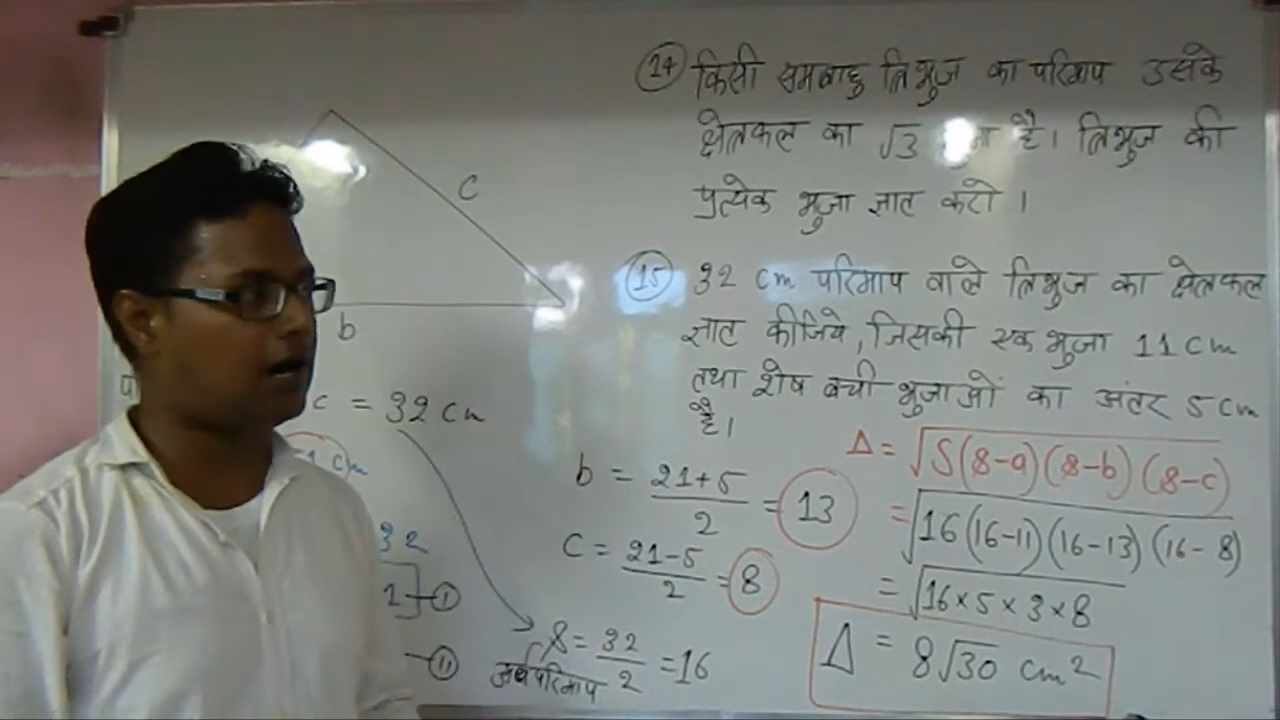 (14) किसी समबाहु त्रिभुज का परिमाप उसके
क्षेत्रफल का √3 है। त्रिभुज की
प्रत्येक भुजा ज्ञात करो।
(15) 32 cm परिमाप वाले त्रिभुज का क्षेत्रफल
ज्ञात कीजिये, जिसकी एक भुजा 11 cm
तथा शेष बची भुजाओं का अंतर 5 cm
है।
c
b
c = 32 cm
1 cm
32
1 — (I)
— (II)
b = (21+5)/2 = 13
c = (21-5)/2 = 8
s = 32/2 = 16
अर्धपरिमाप
Δ = √S(s-a)(s-b)(s-c)
= √16(16-11)(16-13)(16-8)
= √16×5×3×8
Δ = 8√30 cm²